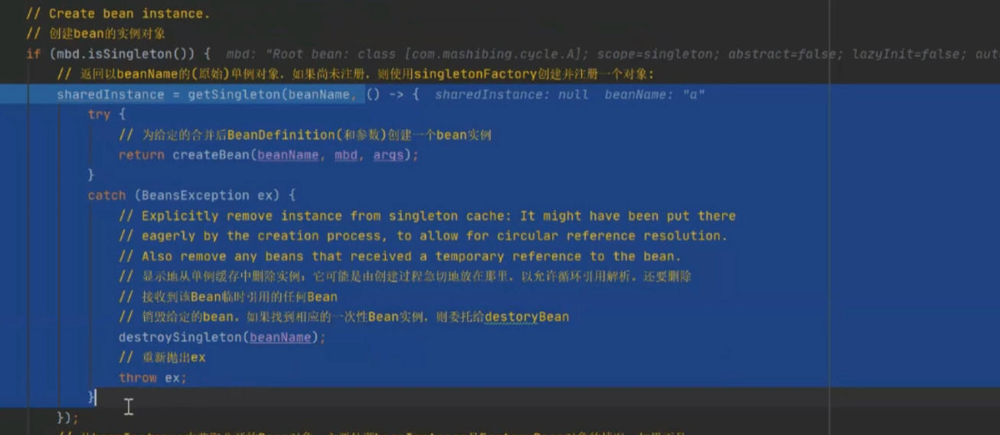 // Create bean instance.
// 创建bean的实例对象
if (mbd.isSingleton()) {  mbd: "Root bean: class [com.mashibing.cycle.A]; scope=singleton; abstract=false; lazyInit=false; aut
// 返回以beanName的(原始)单例对象，如果尚未注册，则使用singletonFactory创建并注册一个对象:
sharedInstance = getSingleton(beanName, () -> {  sharedInstance: null  beanName: "a"
try {
// 为给定的合并后BeanDefinition(和参数)创建一个bean实例
return createBean(beanName, mbd, args);
}
catch (BeansException ex) {
// Explicitly remove instance from singleton cache: It might have been put there
// eagerly by the creation process, to allow for circular reference resolution.
// Also remove any beans that received a temporary reference to the bean.
// 显示地从单例缓存中删除实例：它可能是由创建过程急切地放在那里，以允许循环引用解析。还要删除
// 接收到该Bean临时引用的任何Bean
// 销毁给定的bean。如果找到相应的一次性Bean实例，则委托给destoryBean
destroySingleton(beanName);
// 重新抛出ex
throw ex;
}
});